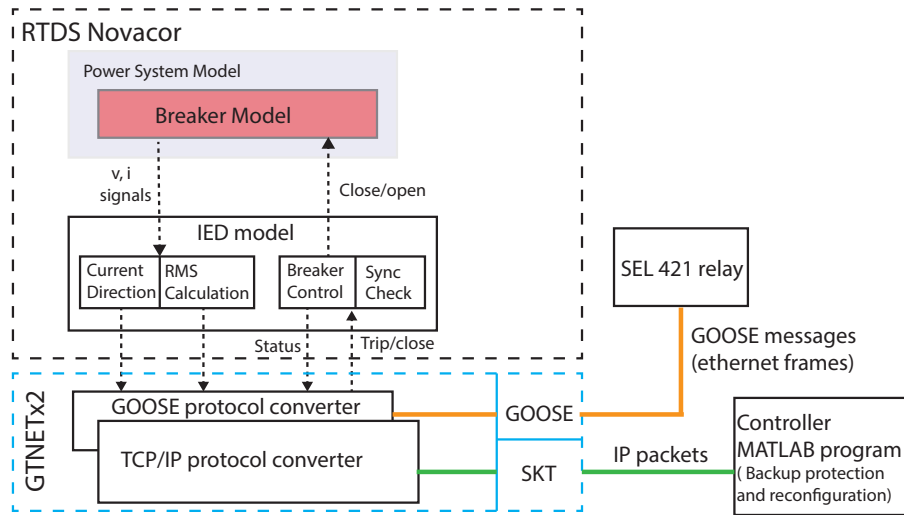 RTDS Novacor
Power System Model
Breaker Model
v, i
signals
Close/open
IED model
Current
Direction
RMS
Calculation
Breaker
Control
Sync
Check
Status
Trip/close
SEL 421 relay
GOOSE messages
(ethernet frames)
GTNETx2
GOOSE protocol converter
GOOSE
TCP/IP protocol converter
SKT
IP packets
Controller
MATLAB program
( Backup protection
and reconfiguration)